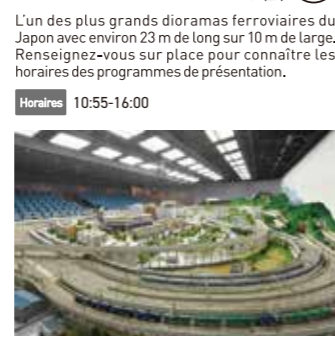 L'un des plus grands dioramas ferroviaires du
Japon avec environ 23 m de long sur 10 m de large.
Renseignez-vous sur place pour connaître les
horaires des programmes de présentation.
Horaires 10:55-16:00